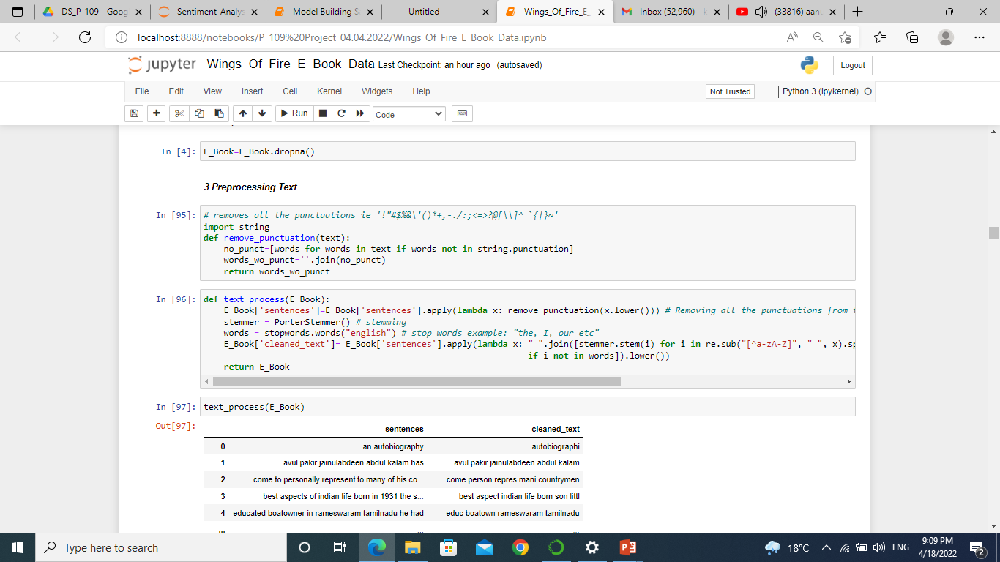 DS_P-109 - Goog
Sentiment-Analys
Model Building S
Untitled
Wings_Of_Fire_E_
Inbox (52,960) - k
(33816) aanu
localhost:8888/notebooks/P_109%20Project_04.04.2022/Wings_Of_Fire_E_Book_Data.ipynb
jupyter Wings_Of_Fire_E_Book_Data Last Checkpoint: an hour ago (autosaved)
Logout
File Edit View Insert Cell Kernel Widgets Help
Not Trusted
Python 3 (ipykernel)
Run
Code
In [4]: E_Book=E_Book.dropna()
3 Preprocessing Text
In [95]: # removes all the punctuations ie '!"#$%&\'()*+,-./:;<=>?@[\\]^_`{|}~'
import string
def remove_punctuation(text):
no_punct=[words for words in text if words not in string.punctuation]
words_wo_punct=''.join(no_punct)
return words_wo_punct
In [96]: def text_process(E_Book):
E_Book['sentences']=E_Book['sentences'].apply(lambda x: remove_punctuation(x.lower())) # Removing all the punctuations from t
stemmer = PorterStemmer() # stemming
words = stopwords.words("english") # stop words example: "the, I, our etc"
E_Book['cleaned_text']= E_Book['sentences'].apply(lambda x: " ".join([stemmer.stem(i) for i in re.sub("[^a-zA-Z]", " ", x).sp
if i not in words]).lower())
return E_Book
In [97]: text_process(E_Book)
Out[97]:
sentences cleaned_text
0 an autobiography autobiographi
1 avul pakir jainulabdeen abdul kalam has avul pakir jainulabdeen abdul kalam
2 come to personally represent to many of his co... come person repres mani countrymen
3 best aspects of indian life born in 1931 the s... best aspect indian life born son littl
4 educated boatowner in rameswaram tamilnadu he had educ boatown rameswaram tamilnadu
... ... ...
Type here to search
18°C
ENG
9:09 PM
4/18/2022
2